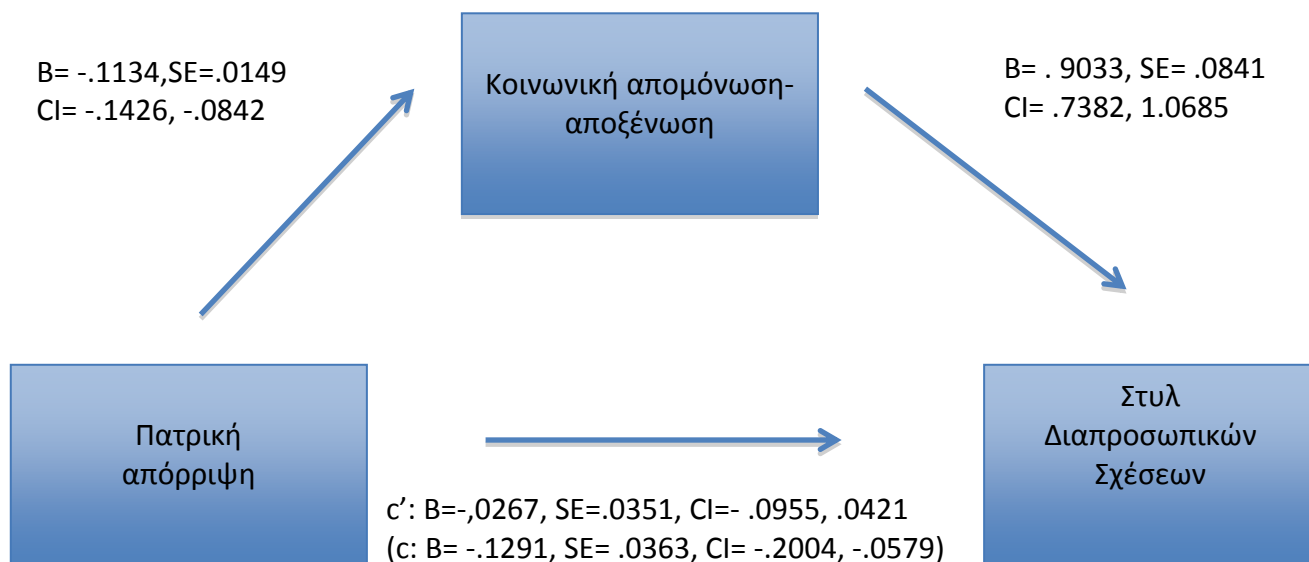 B= -.1134,SE=.0149
CI= -.1426, -.0842
Κοινωνική απομόνωση-
αποξένωση
B= . 9033, SE= .0841
CI= .7382, 1.0685
Πατρική
απόρριψη
Στυλ
Διαπροσωπικών
Σχέσεων
c’: B=-,0267, SE=.0351, CI=- .0955, .0421
(c: B= -.1291, SE= .0363, CI= -.2004, -.0579)